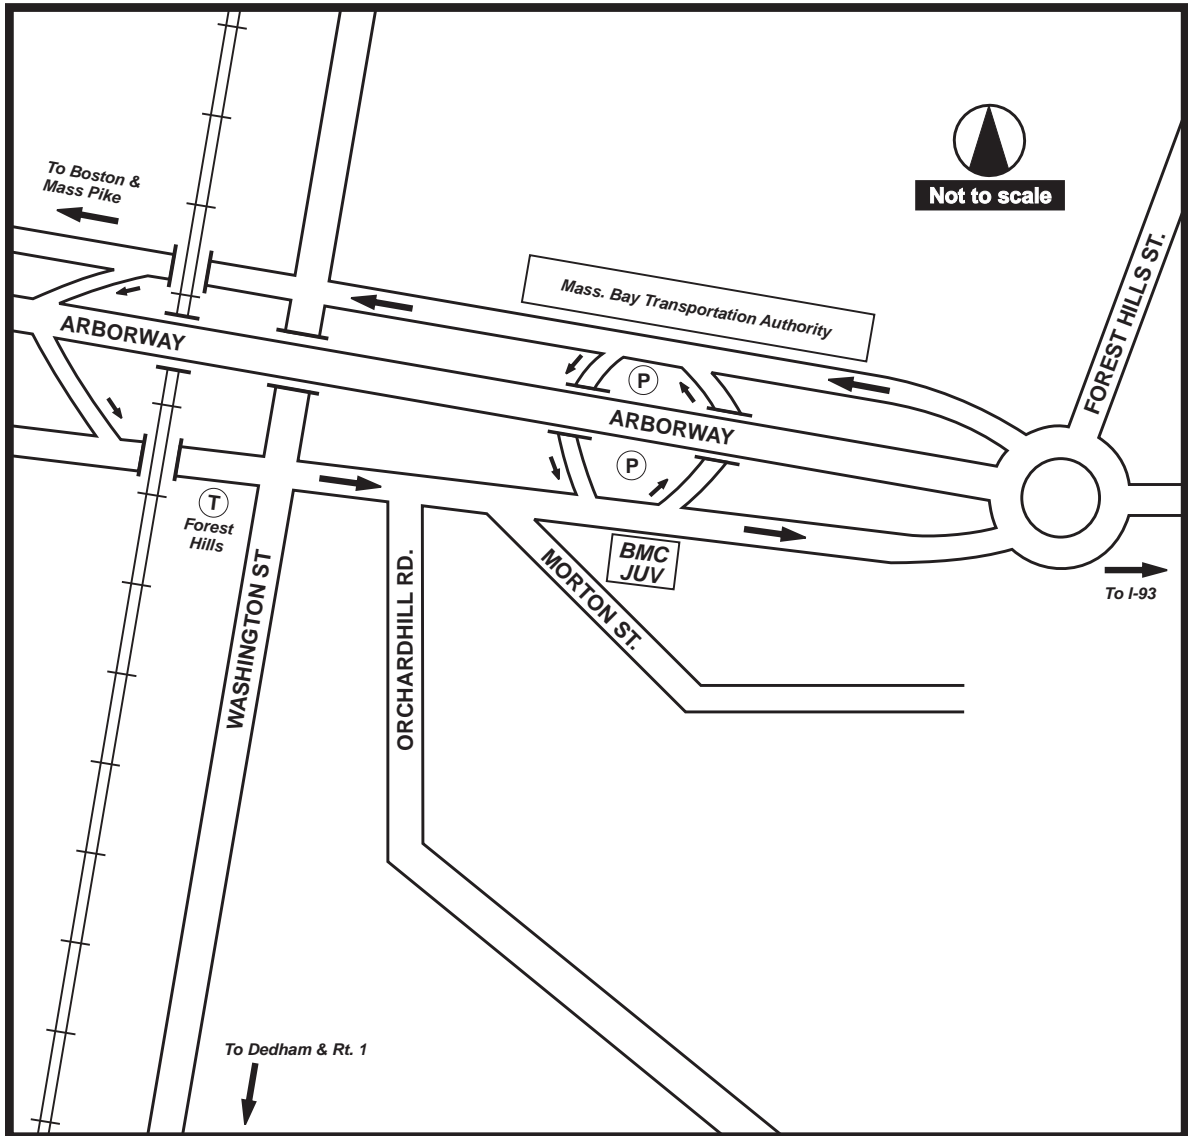 To Boston &
Mass Pike
Not to scale
Mass. Bay Transportation Authority
FOREST HILLS ST.
ARBORWAY
P
ARBORWAY
P
T
Forest
Hills
BMC
JUV
MORTON ST.
To I-93
WASHINGTON ST
ORCHARDHILL RD.
To Dedham & Rt. 1